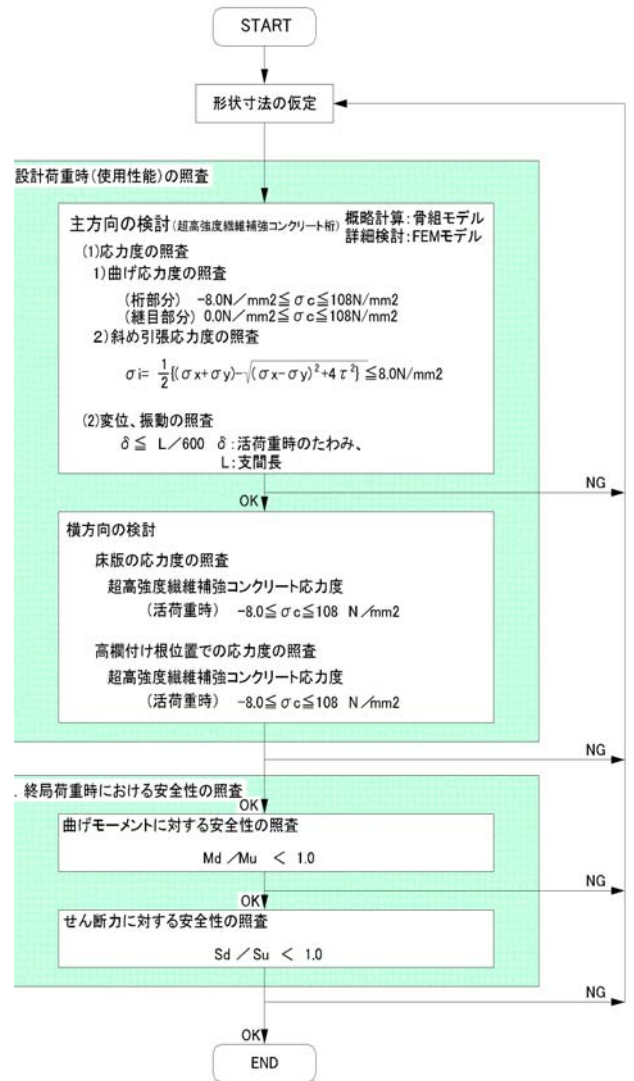 START
形状寸法の仮定
設計荷重時(使用性能)の照査
主方向の検討(超高強度繊維補強コンクリート桁) 概略計算:骨組モデル
詳細検討:FEMモデル
(1)応力度の照査
1)曲げ応力度の照査
(桁部分) -8.0N/mm2≦σc≦108N/mm2
(継目部分) 0.0N/mm2≦σc≦108N/mm2
2)斜め引張応力度の照査
σi= 1/2{(σx+σy)-√(σx-σy)²+4τ²}≦8.0N/mm2
(2)変位、振動の照査
δ≦ L/600 δ:活荷重時のたわみ、
L:支間長
NG
OK
横方向の検討
床版の応力度の照査
超高強度繊維補強コンクリート応力度
(活荷重時) -8.0≦σc≦108 N/mm2
高欄付け根位置での応力度の照査
超高強度繊維補強コンクリート応力度
(活荷重時) -8.0≦σc≦108 N/mm2
NG
. 終局荷重時における安全性の照査
OK
曲げモーメントに対する安全性の照査
Md/Mu < 1.0
NG
OK
せん断力に対する安全性の照査
Sd/Su < 1.0
NG
OK
END